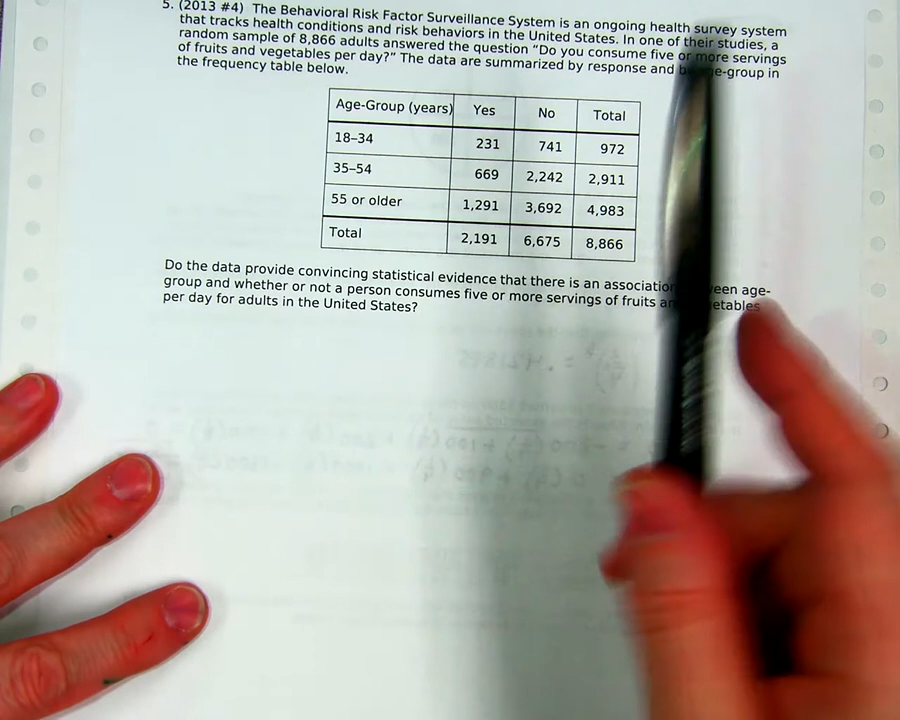 5. (2013 #4) The Behavioral Risk Factor Surveillance System is an ongoing health survey system
that tracks health conditions and risk behaviors in the United States. In one of their studies, a
random sample of 8,866 adults answered the question “Do you consume five or more servings
of fruits and vegetables per day?” The data are summarized by response and in
the frequency table below.
Age-Group (years) Yes No Total
18–34 231 741 972
35–54 669 2,242 2,911
55 or older 1,291 3,692 4,983
Total 2,191 6,675 8,866
Do the data provide convincing statistical evidence that there is an age-
group and whether or not a person consumes five or more servings of fruits
per day for adults in the United States?